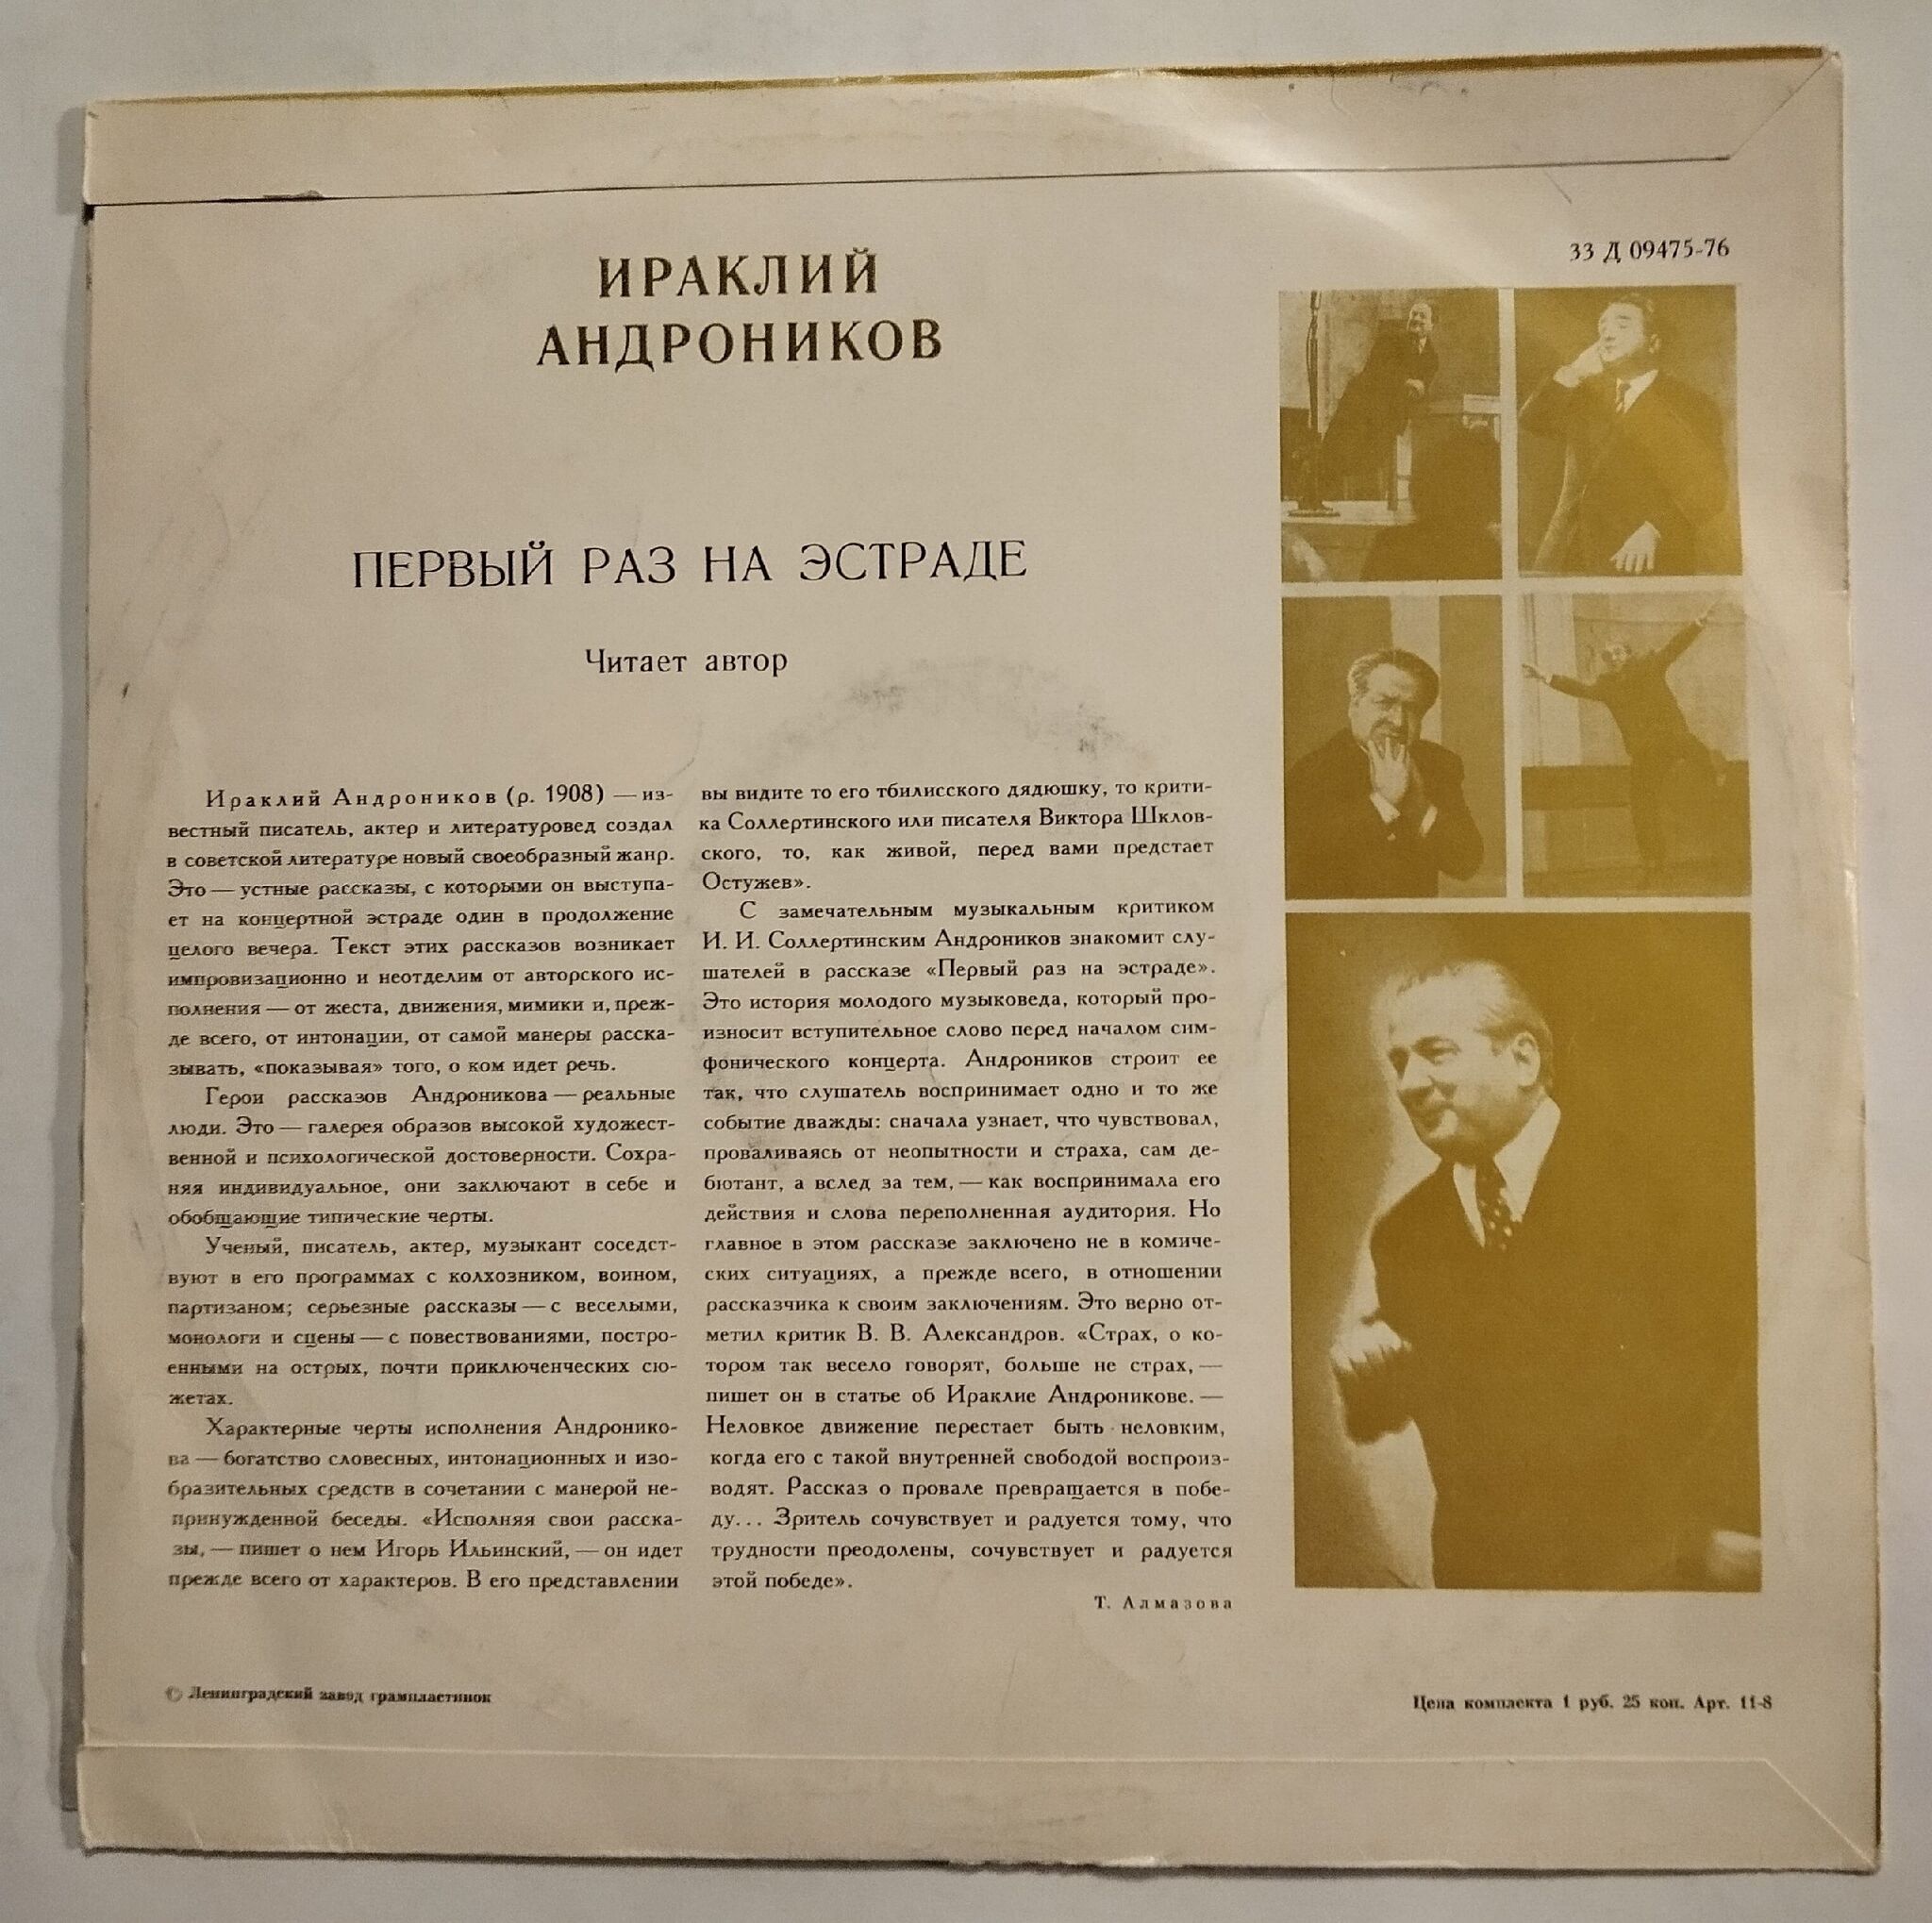 33 Д 09475-76
ИРАКЛИЙ
АНДРОНИКОВ
ПЕРВЫЙ РАЗ НА ЭСТРАДЕ
Читает автор
Ираклий Андроников (р. 1908) — из-
вестный писатель, актер и литературовед создал
в советской литературе новый своеобразный жанр.
Это — устные рассказы, с которыми он выступа-
ет на концертной эстраде один в продолжение
целого вечера. Текст этих рассказов возникает
импровизационно и неотделим от авторского ис-
полнения — от жеста, движения, мимики и, преж-
де всего, от интонации, от самой манеры расска-
зывать, «показывая» того, о ком идет речь.
Герои рассказов Андроникова — реальные
люди. Это — галерея образов высокой художест-
венной и психологической достоверности. Сохра-
няя индивидуальное, они заключают в себе и
обобщающие типические черты.
Ученый, писатель, актер, музыкант соседст-
вуют в его программах с колхозником, воином,
партизаном; серьезные рассказы — с веселыми,
монологи и сцены — с повествованиями, постро-
енными на острых, почти приключенческих сю-
жетах.
Характерные черты исполнения Андронико-
ва — богатство словесных, интонационных и изо-
бразительных средств в сочетании с манерой не-
принужденной беседы. «Исполняя свои расска-
зы, — пишет о нем Игорь Ильинский, — он идет
прежде всего от характеров. В его представлении
вы видите то его тбилисского дядюшку, то крити-
ка Соллертинского или писателя Виктора Шклов-
ского, то, как живой, перед вами предстает
Остужев».
С замечательным музыкальным критиком
И. И. Соллертинским Андроников знакомит слу-
шателей в рассказе «Первый раз на эстраде».
Это история молодого музыковеда, который про-
износит вступительное слово перед началом сим-
фонического концерта. Андроников строит ее
так, что слушатель воспринимает одно и то же
событие дважды: сначала узнает, что чувствовал,
проваливаясь от неопытности и страха, сам де-
бютант, а вслед за тем, — как воспринимала его
действия и слова переполненная аудитория. Но
главное в этом рассказе заключено не в комиче-
ских ситуациях, а прежде всего, в отношении
рассказчика к своим заключениям. Это верно от-
метил критик В. В. Александров. «Страх, о ко-
тором так весело говорят, больше не страх, —
пишет он в статье об Ираклие Андроникове. —
Неловкое движение перестает быть неловким,
когда его с такой внутренней свободой воспроиз-
водят. Рассказ о провале превращается в побе-
ду... Зритель сочувствует и радуется тому, что
трудности преодолены, сочувствует и радуется
этой победе».
Т. Алмазова
© Ленинградский завод грампластинок
Цена комплекта 1 руб. 25 коп. Арт. 11-8